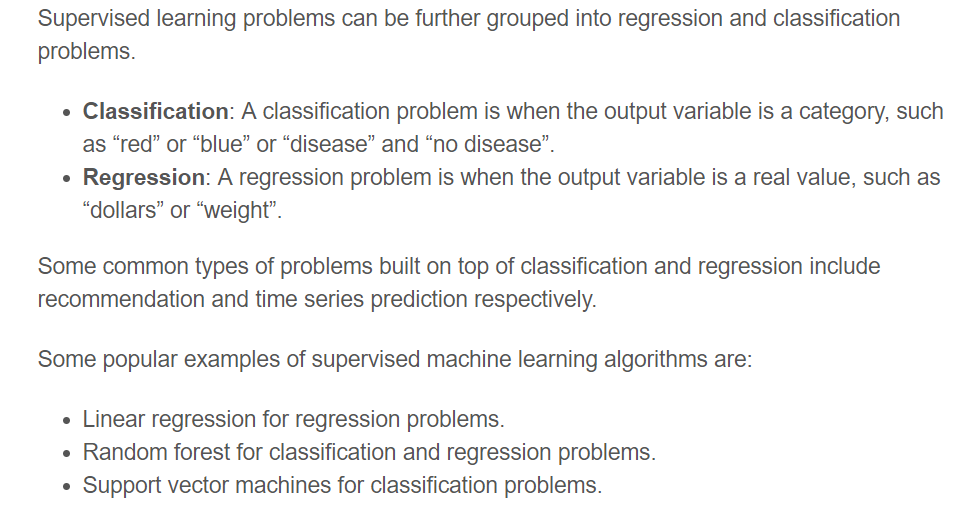 Supervised learning problems can be further grouped into regression and classification
problems.
• Classification: A classification problem is when the output variable is a category, such
as “red” or “blue” or “disease” and “no disease”.
• Regression: A regression problem is when the output variable is a real value, such as
“dollars” or “weight”.
Some common types of problems built on top of classification and regression include
recommendation and time series prediction respectively.
Some popular examples of supervised machine learning algorithms are:
• Linear regression for regression problems.
• Random forest for classification and regression problems.
• Support vector machines for classification problems.